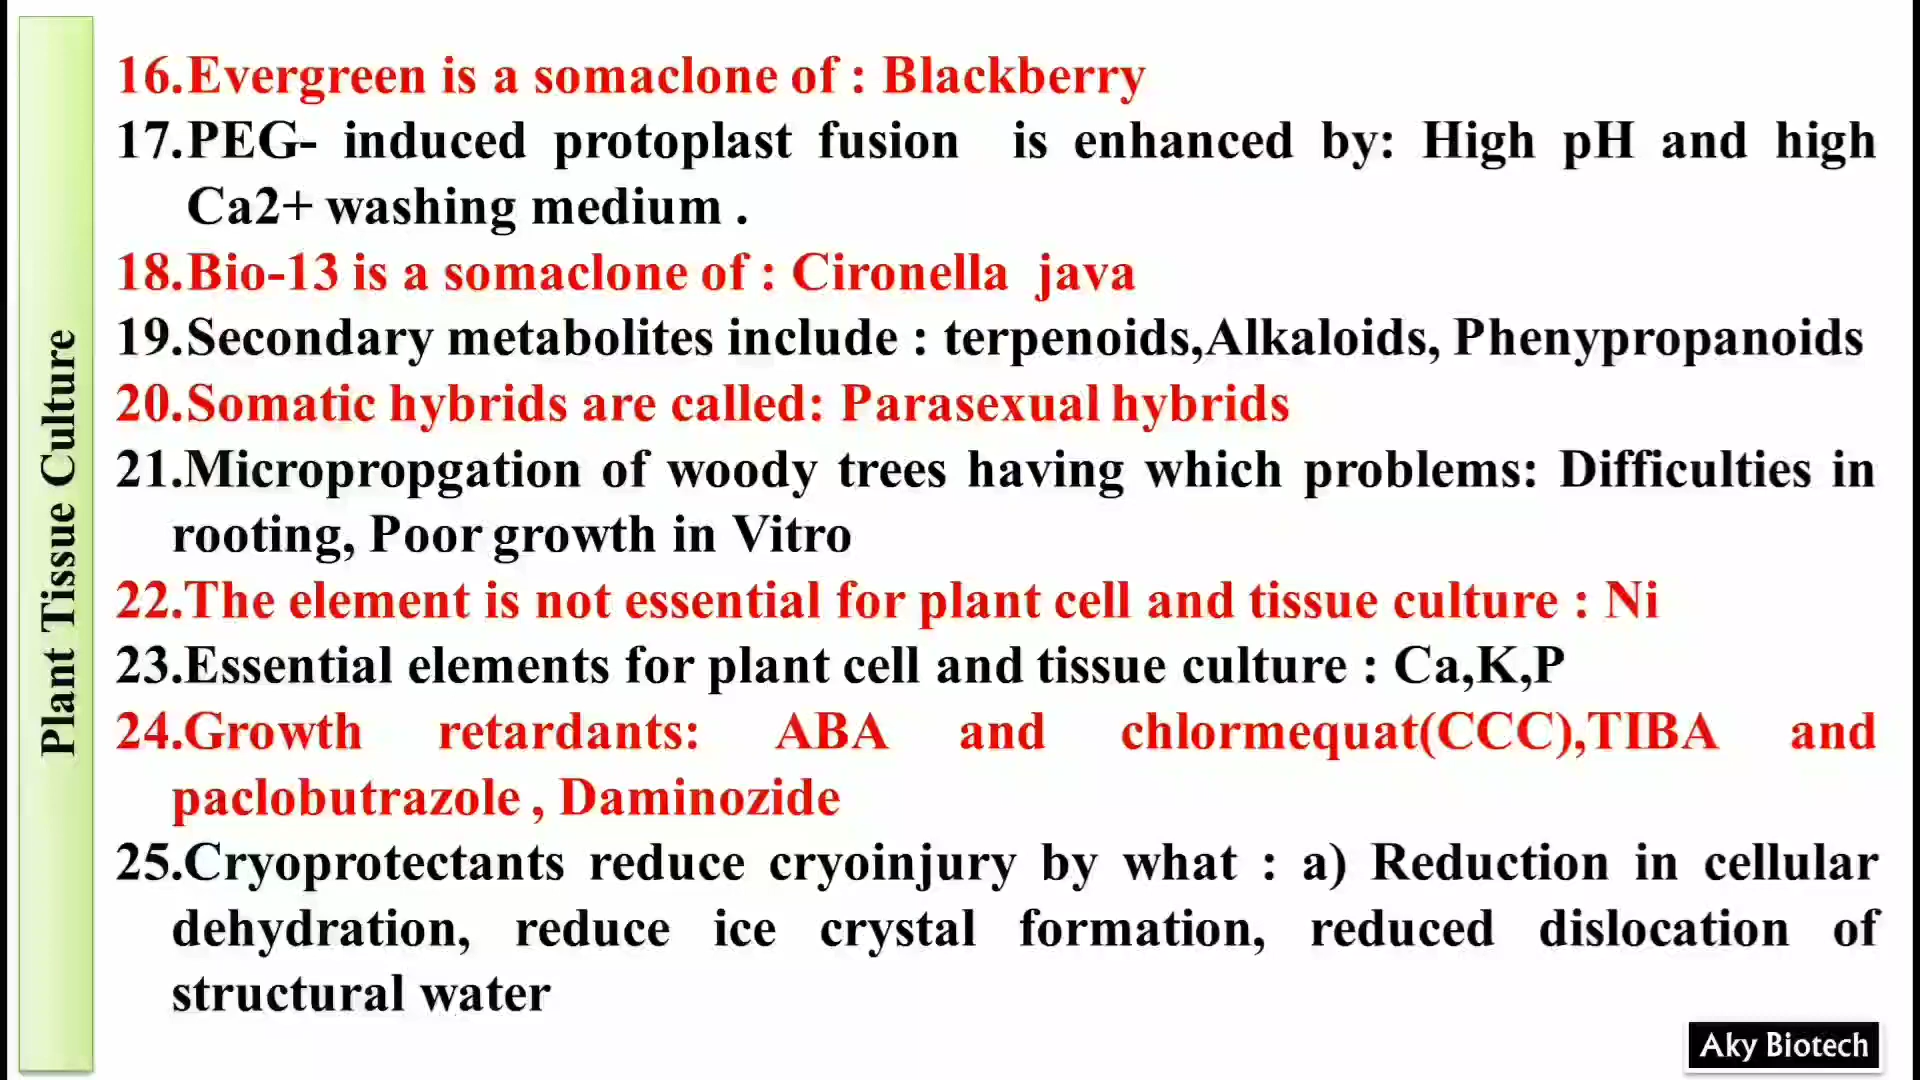 Plant Tissue Culture
16.Evergreen is a somaclone of : Blackberry
17.PEG- induced protoplast fusion is enhanced by: High pH and high
Ca2+ washing medium .
18.Bio-13 is a somaclone of : Cironella java
19.Secondary metabolites include : terpenoids,Alkaloids, Phenypropanoids
20.Somatic hybrids are called: Parasexual hybrids
21.Micropropgation of woody trees having which problems: Difficulties in
rooting, Poor growth in Vitro
22.The element is not essential for plant cell and tissue culture : Ni
23.Essential elements for plant cell and tissue culture : Ca,K,P
24.Growth retardants: ABA and chlormequat(CCC),TIBA and
paclobutrazole , Daminozide
25.Cryoprotectants reduce cryoinjury by what : a) Reduction in cellular
dehydration, reduce ice crystal formation, reduced dislocation of
structural water
Aky Biotech